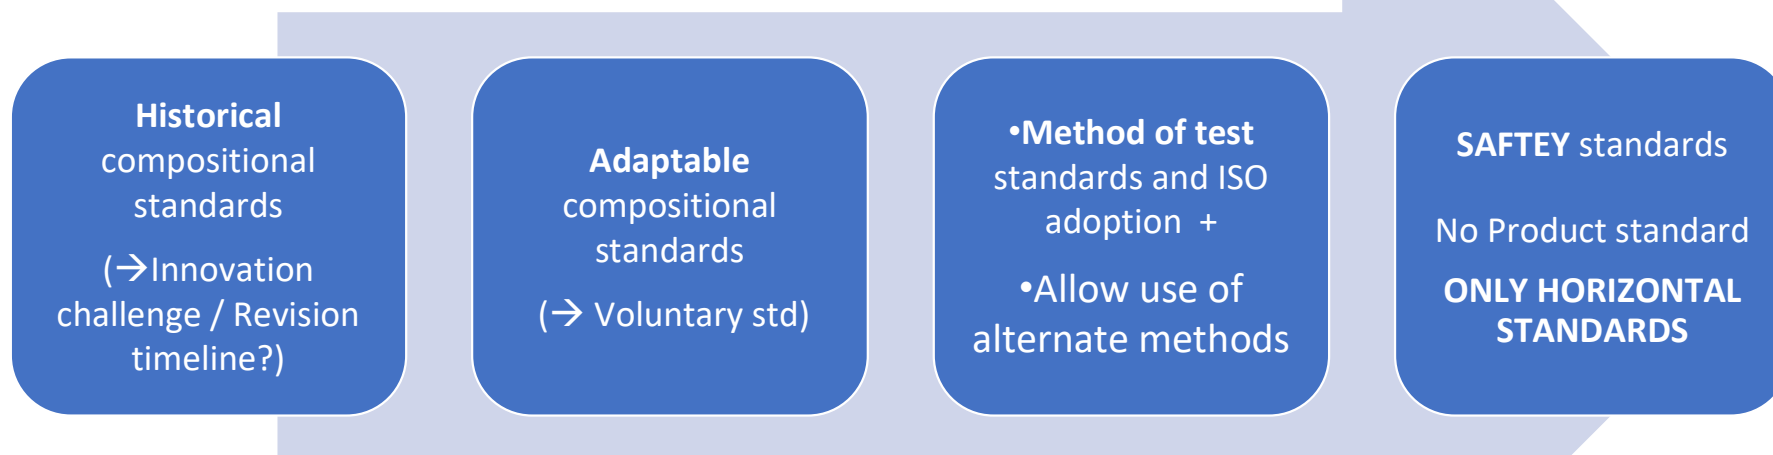 Historical
compositional
standards
(→Innovation
challenge / Revision
timeline?)
Adaptable
compositional
standards
(→ Voluntary std)
•Method of test
standards and ISO
adoption +
•Allow use of
alternate methods
SAFTEY standards
No Product standard
ONLY HORIZONTAL
STANDARDS